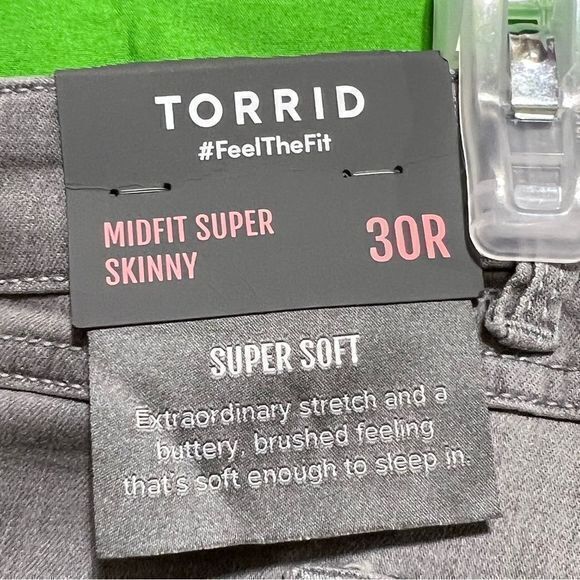 TORRID
#FeelTheFit
MIDFIT SUPER
SKINNY
30R
SUPER SOFT
Extraordinary stretch and a
buttery, brushed feeling
that's soft enough to sleep in.